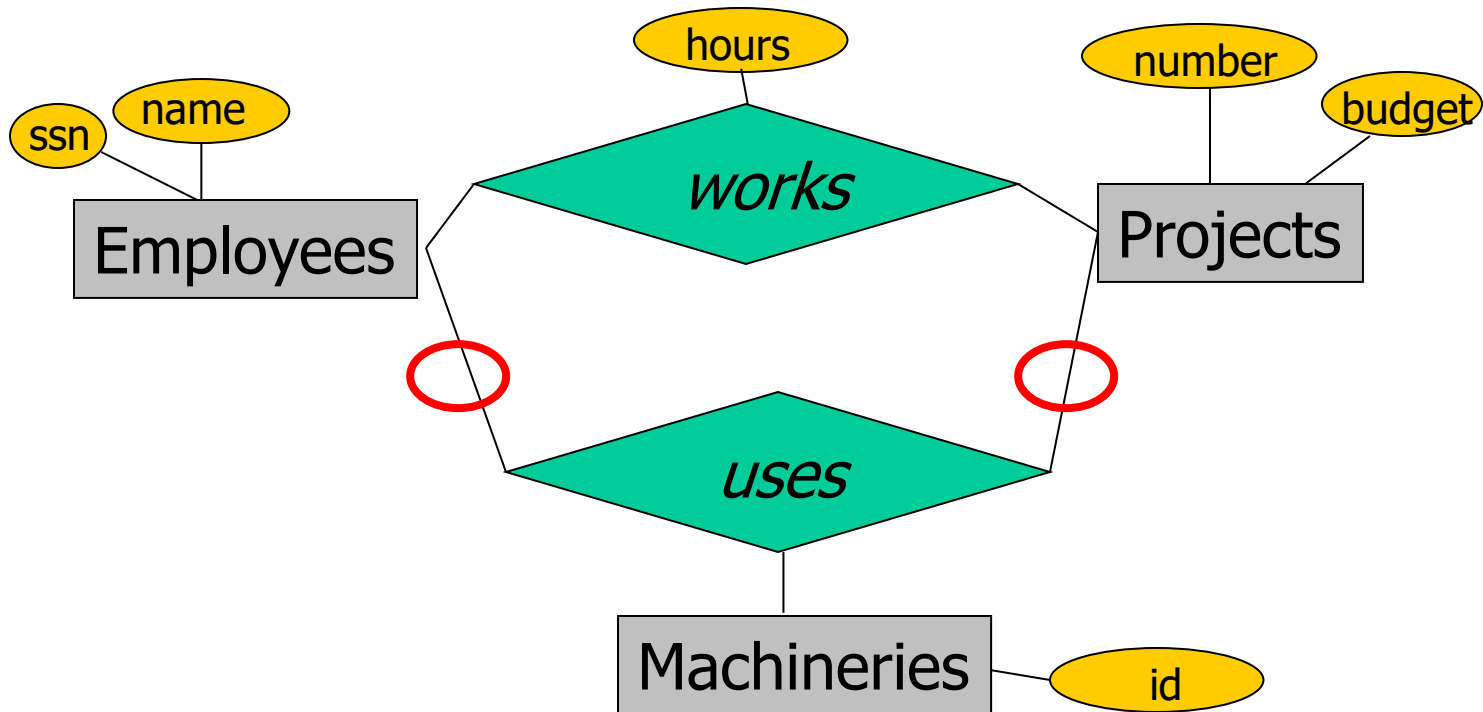 hours
number
budget
name
ssn
works
Projects
Employees
uses
Machineries
id